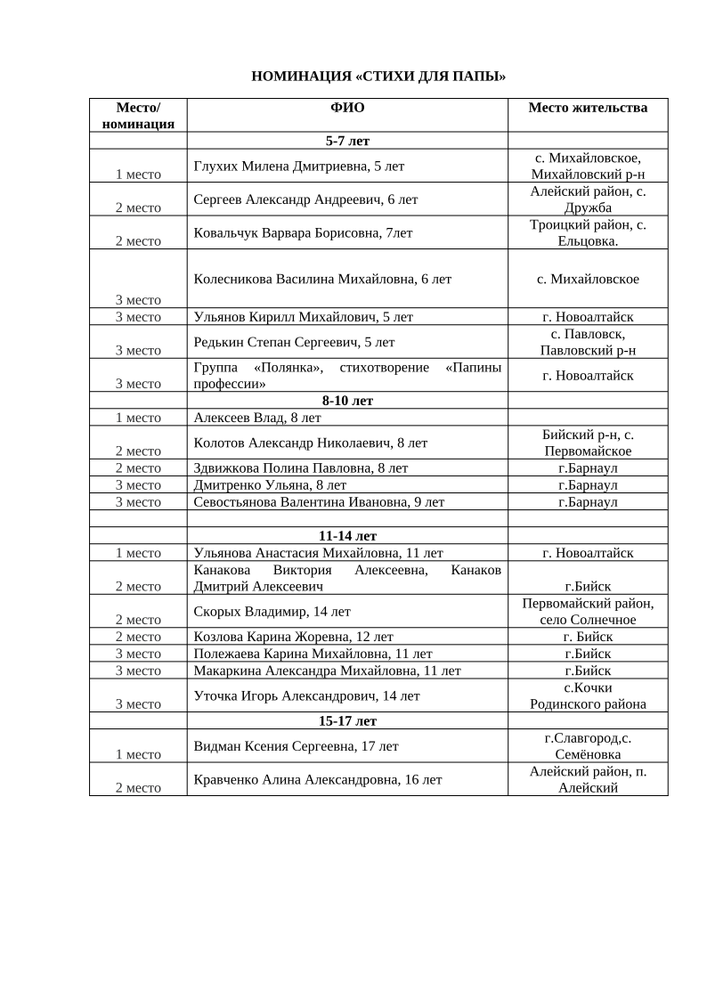 НОМИНАЦИЯ «СТИХИ ДЛЯ ПАПЫ»
Место/ номинация ФИО Место жительства
5-7 лет
1 место Глухих Милена Дмитриевна, 5 лет с. Михайловское, Михайловский р-н
2 место Сергеев Александр Андреевич, 6 лет Алейский район, с. Дружба
2 место Ковальчук Варвара Борисовна, 7лет Троицкий район, с. Ельцовка.
3 место Колесникова Василина Михайловна, 6 лет с. Михайловское
3 место Ульянов Кирилл Михайлович, 5 лет г. Новоалтайск
3 место Редькин Степан Сергеевич, 5 лет с. Павловск, Павловский р-н
3 место Группа «Полянка», стихотворение «Папины профессии» г. Новоалтайск
8-10 лет
1 место Алексеев Влад, 8 лет
2 место Колотов Александр Николаевич, 8 лет Бийский р-н, с. Первомайское
2 место Здвижкова Полина Павловна, 8 лет г.Барнаул
3 место Дмитренко Ульяна, 8 лет г.Барнаул
3 место Севостьянова Валентина Ивановна, 9 лет г.Барнаул
11-14 лет
1 место Ульянова Анастасия Михайловна, 11 лет г. Новоалтайск
2 место Канакова Виктория Алексеевна, Канаков Дмитрий Алексеевич г.Бийск
2 место Скорых Владимир, 14 лет Первомайский район, село Солнечное
2 место Козлова Карина Жоревна, 12 лет г. Бийск
3 место Полежаева Карина Михайловна, 11 лет г.Бийск
3 место Макаркина Александра Михайловна, 11 лет г.Бийск
3 место Уточка Игорь Александрович, 14 лет с.Кочки Родинского района
15-17 лет
1 место Видман Ксения Сергеевна, 17 лет г.Славгород,с. Семёновка
2 место Кравченко Алина Александровна, 16 лет Алейский район, п. Алейский